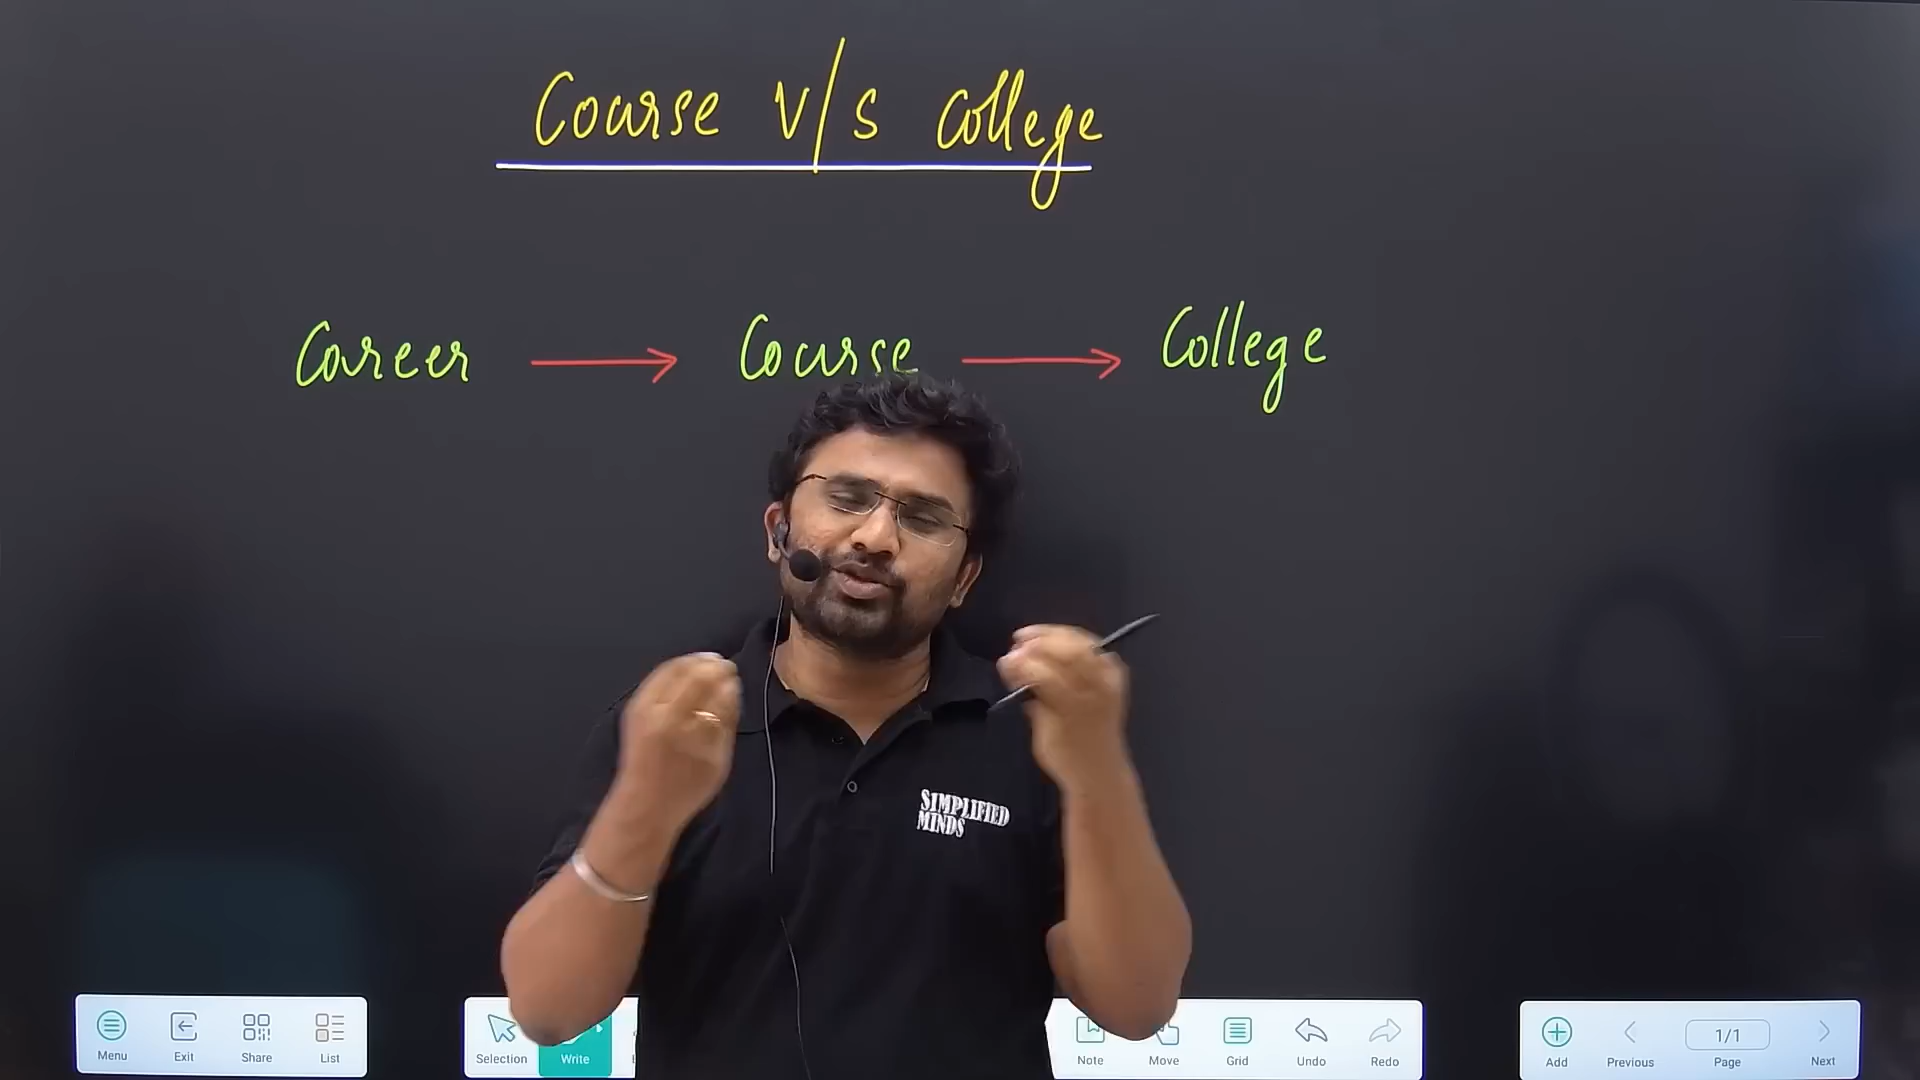 Course v/s College
Career → Course → College
SIMPLIFIED
MINDS
Menu Exit Share List Selection Write Note Move Grid Undo Redo Add Previous 1/1 Page Next